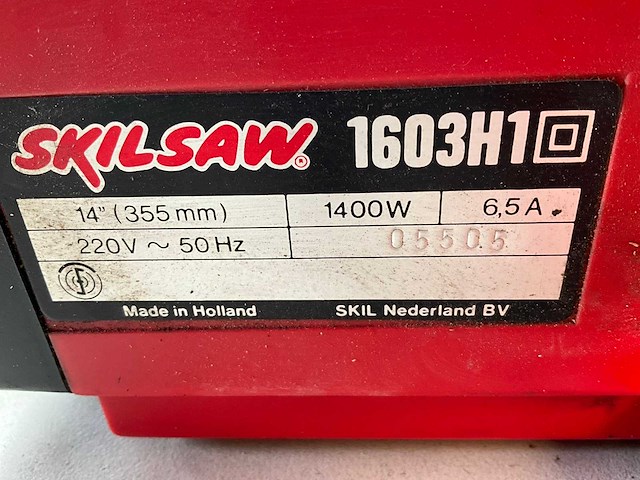 SKILSAW® 1603H1
14" (355 mm) 1400W 6,5 A
220V ~ 50 Hz 05505
Made in Holland SKIL Nederland BV